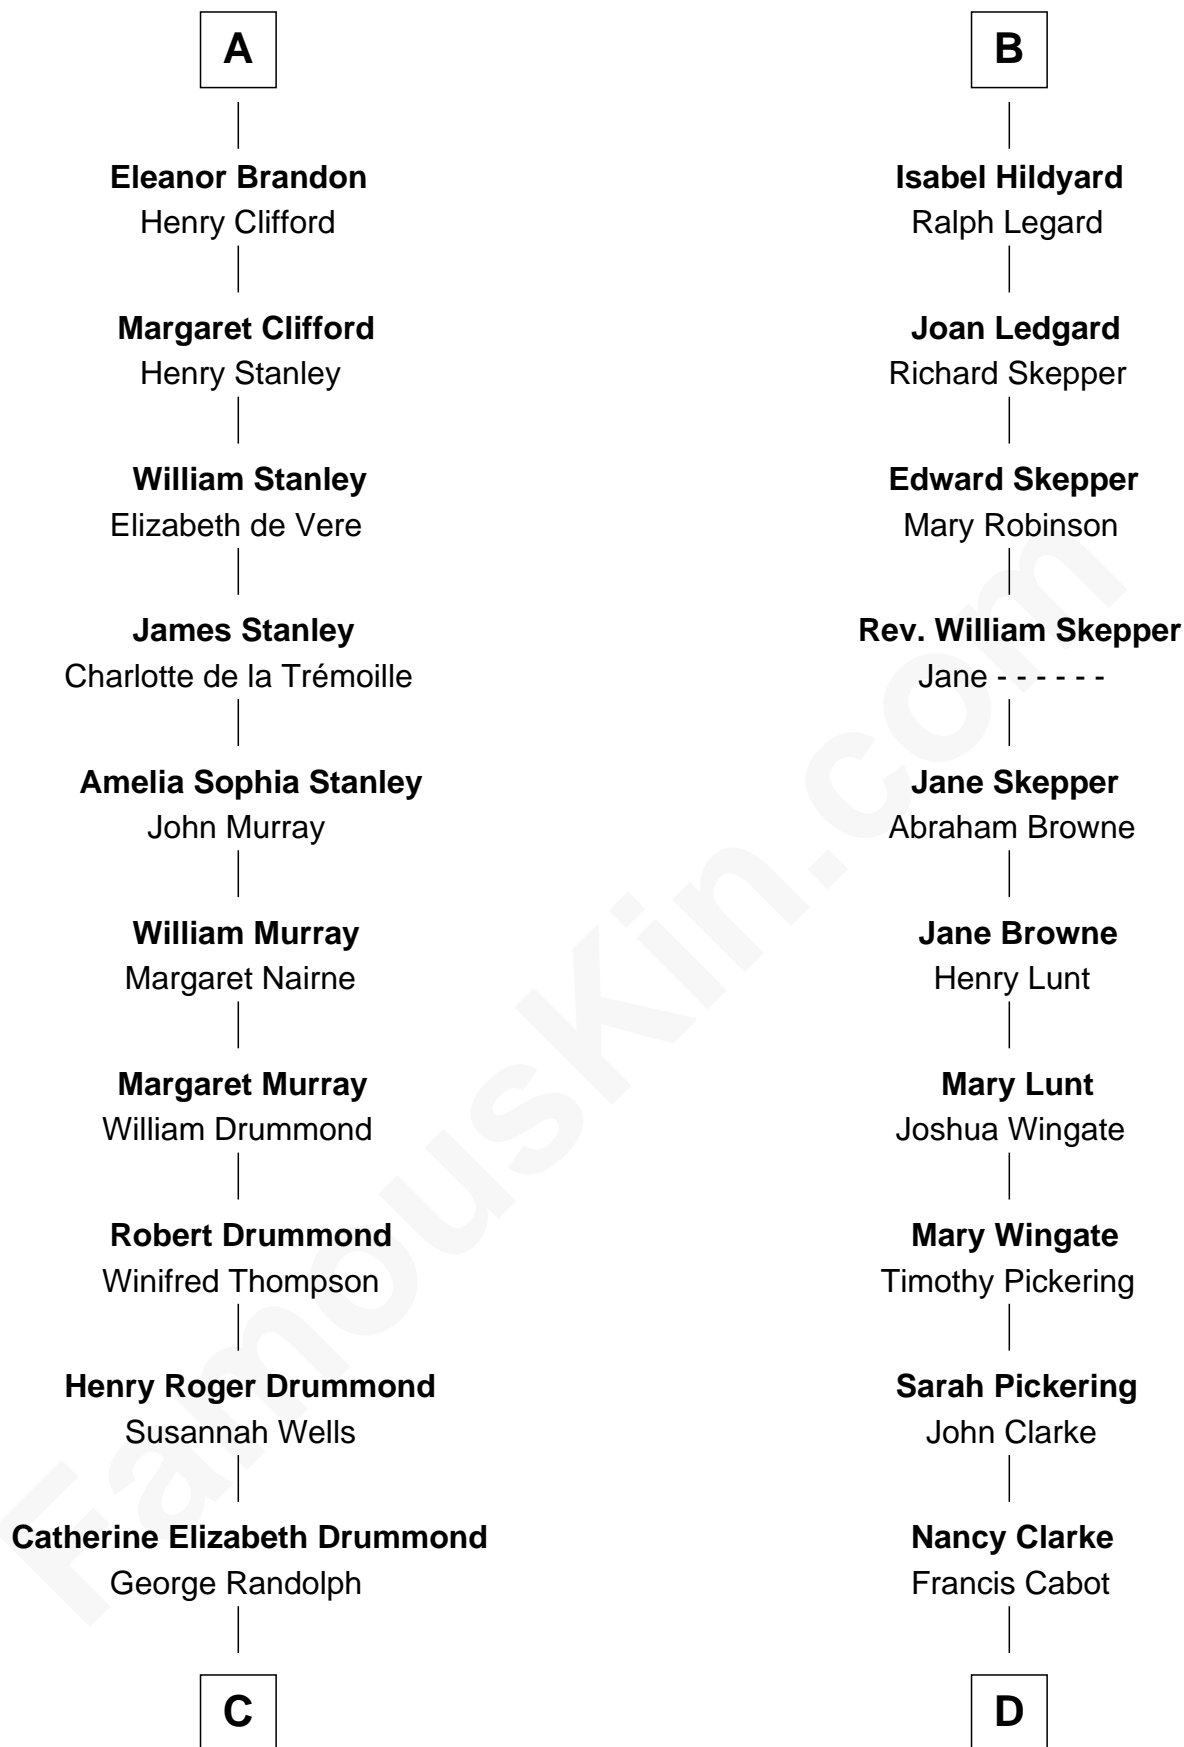 A
Eleanor Brandon
Henry Clifford
Margaret Clifford
Henry Stanley
William Stanley
Elizabeth de Vere
James Stanley
Charlotte de la Trémoille
Amelia Sophia Stanley
John Murray
William Murray
Margaret Nairne
Margaret Murray
William Drummond
Robert Drummond
Winifred Thompson
Henry Roger Drummond
Susannah Wells
Catherine Elizabeth Drummond
George Randolph
C
B
Isabel Hildyard
Ralph Legard
Joan Ledgard
Richard Skepper
Edward Skepper
Mary Robinson
Rev. William Skepper
Jane - - - - - -
Jane Skepper
Abraham Browne
Jane Browne
Henry Lunt
Mary Lunt
Joshua Wingate
Mary Wingate
Timothy Pickering
Sarah Pickering
John Clarke
Nancy Clarke
Francis Cabot
D
FamousKin.com